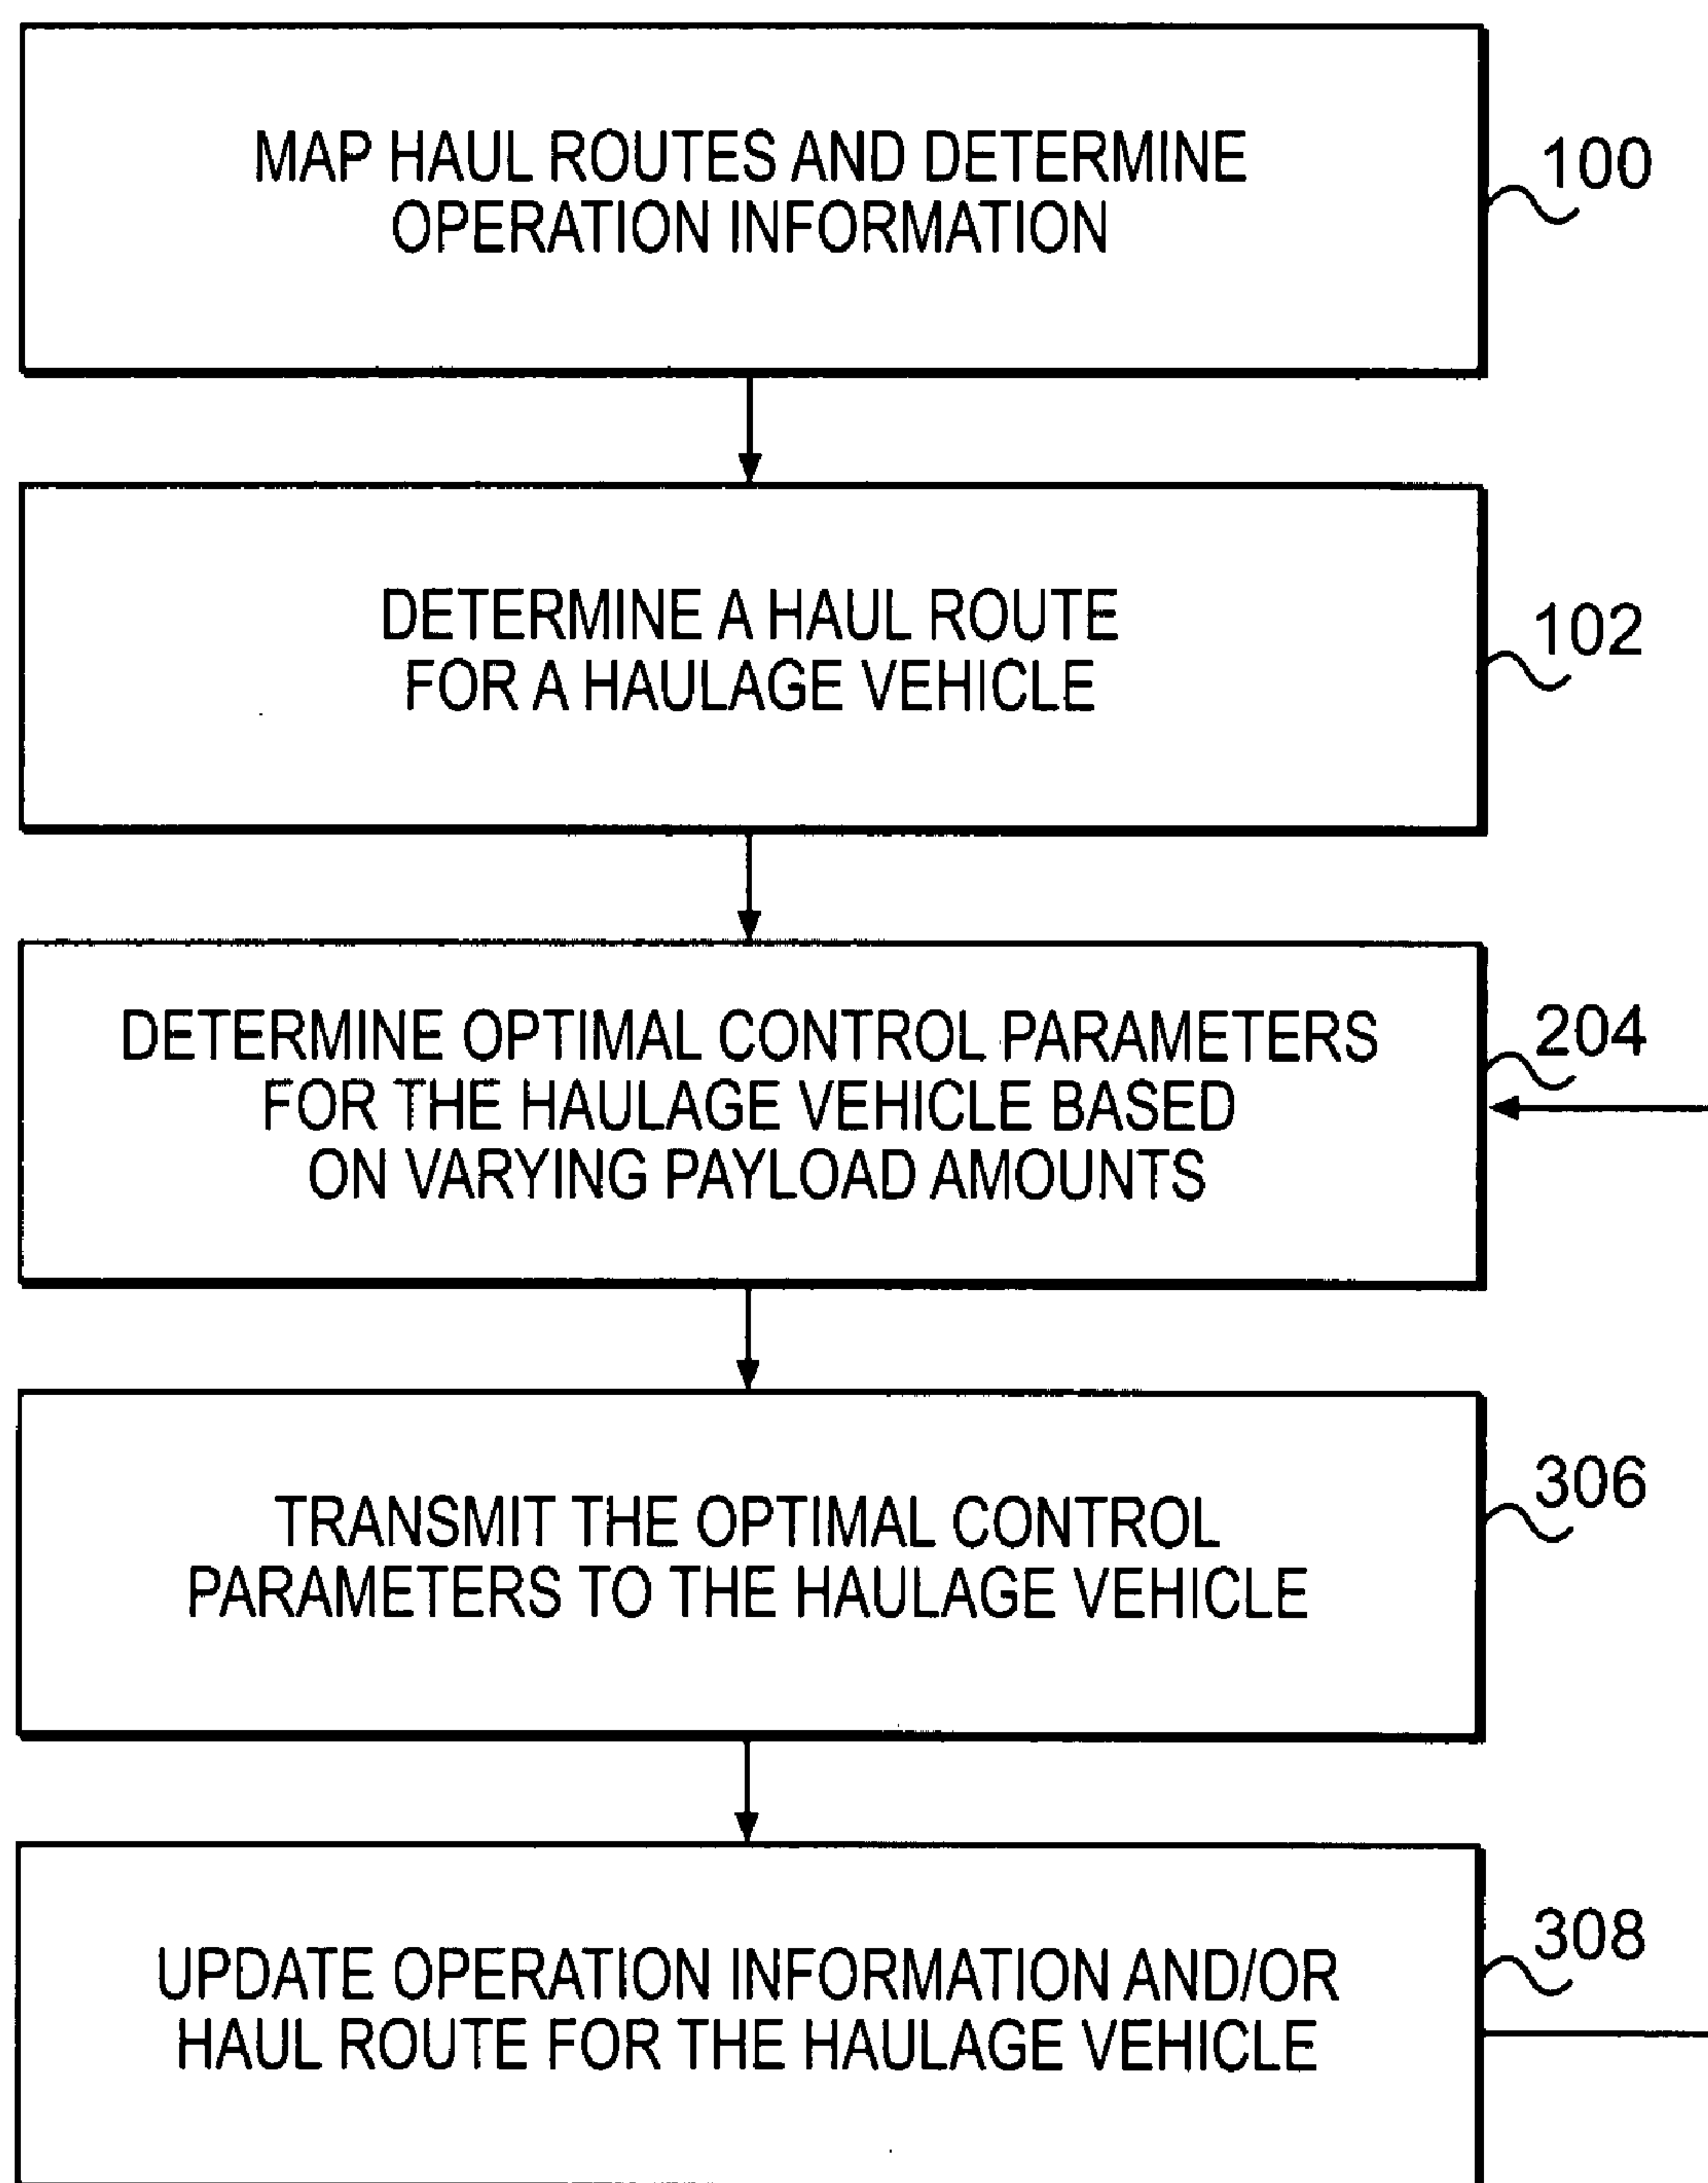 MAP HAUL ROUTES AND DETERMINE
OPERATION INFORMATION
100
DETERMINE A HAUL ROUTE
FOR A HAULAGE VEHICLE
102
DETERMINE OPTIMAL CONTROL PARAMETERS
FOR THE HAULAGE VEHICLE BASED
ON VARYING PAYLOAD AMOUNTS
204
TRANSMIT THE OPTIMAL CONTROL
PARAMETERS TO THE HAULAGE VEHICLE
306
UPDATE OPERATION INFORMATION AND/OR
HAUL ROUTE FOR THE HAULAGE VEHICLE
308